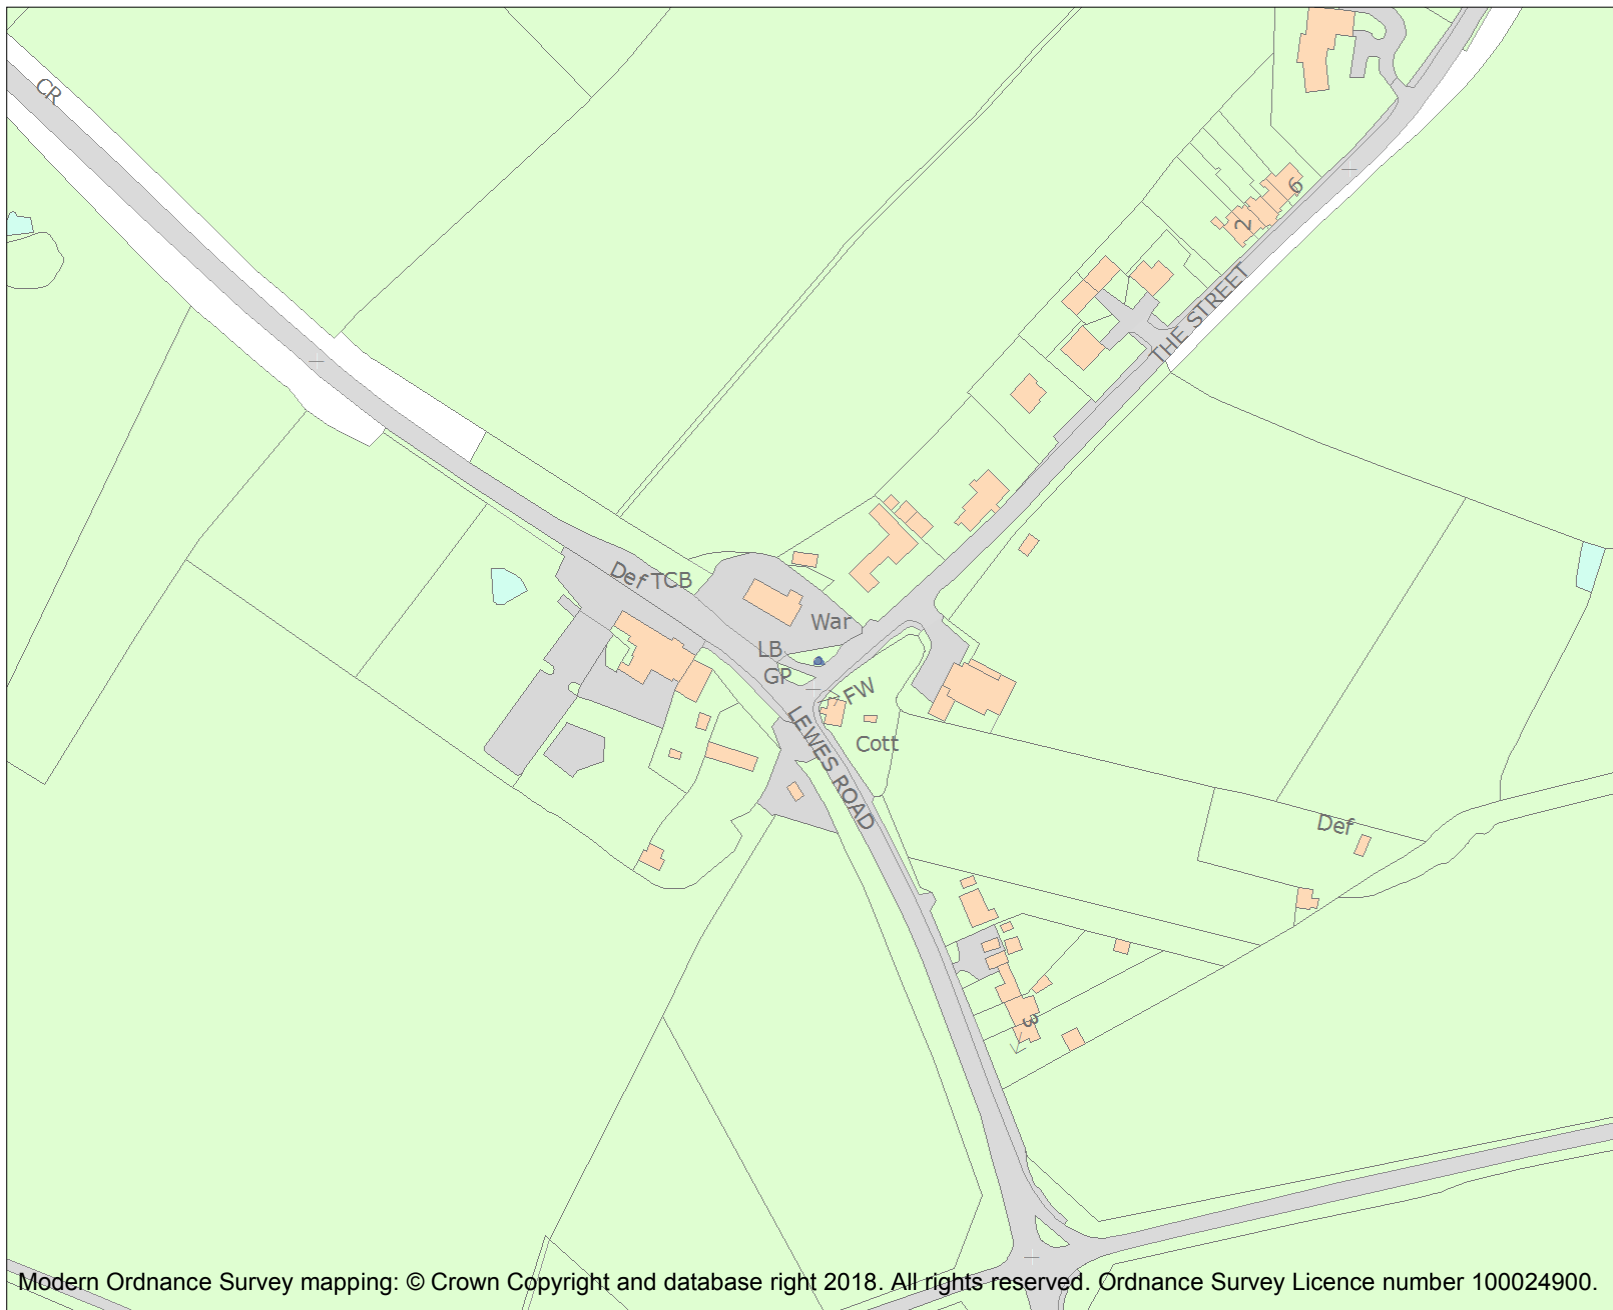 CR
6
2
THE STREET
Def TCB
War
LB
GP
FW
LEWES ROAD
Cott
Def
3
Modern Ordnance Survey mapping: © Crown Copyright and database right 2018. All rights reserved. Ordnance Survey Licence number 100024900.